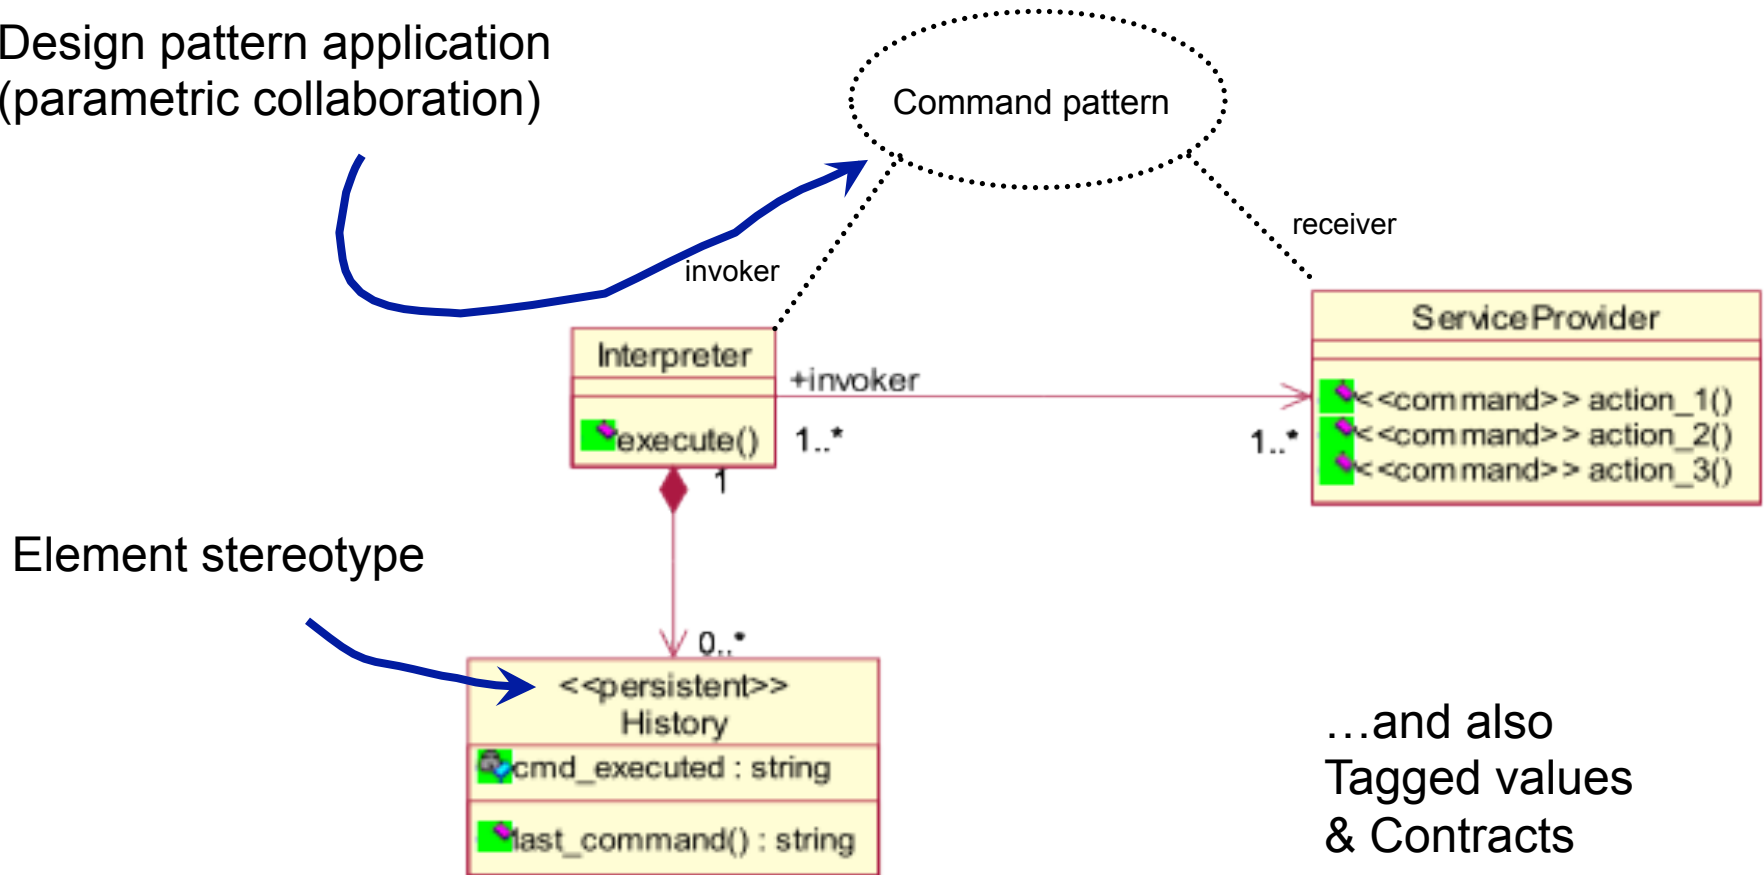 Design pattern application
(parametric collaboration)
Command pattern
receiver
invoker
ServiceProvider
Interpreter
+invoker
<<command>> action_1()
execute()
1..*
1..*
<<command>> action_2()
<<command>> action_3()
1
Element stereotype
0..*
<<persistent>>
History
cmd_executed : string
last_command() : string
…and also
Tagged values
& Contracts